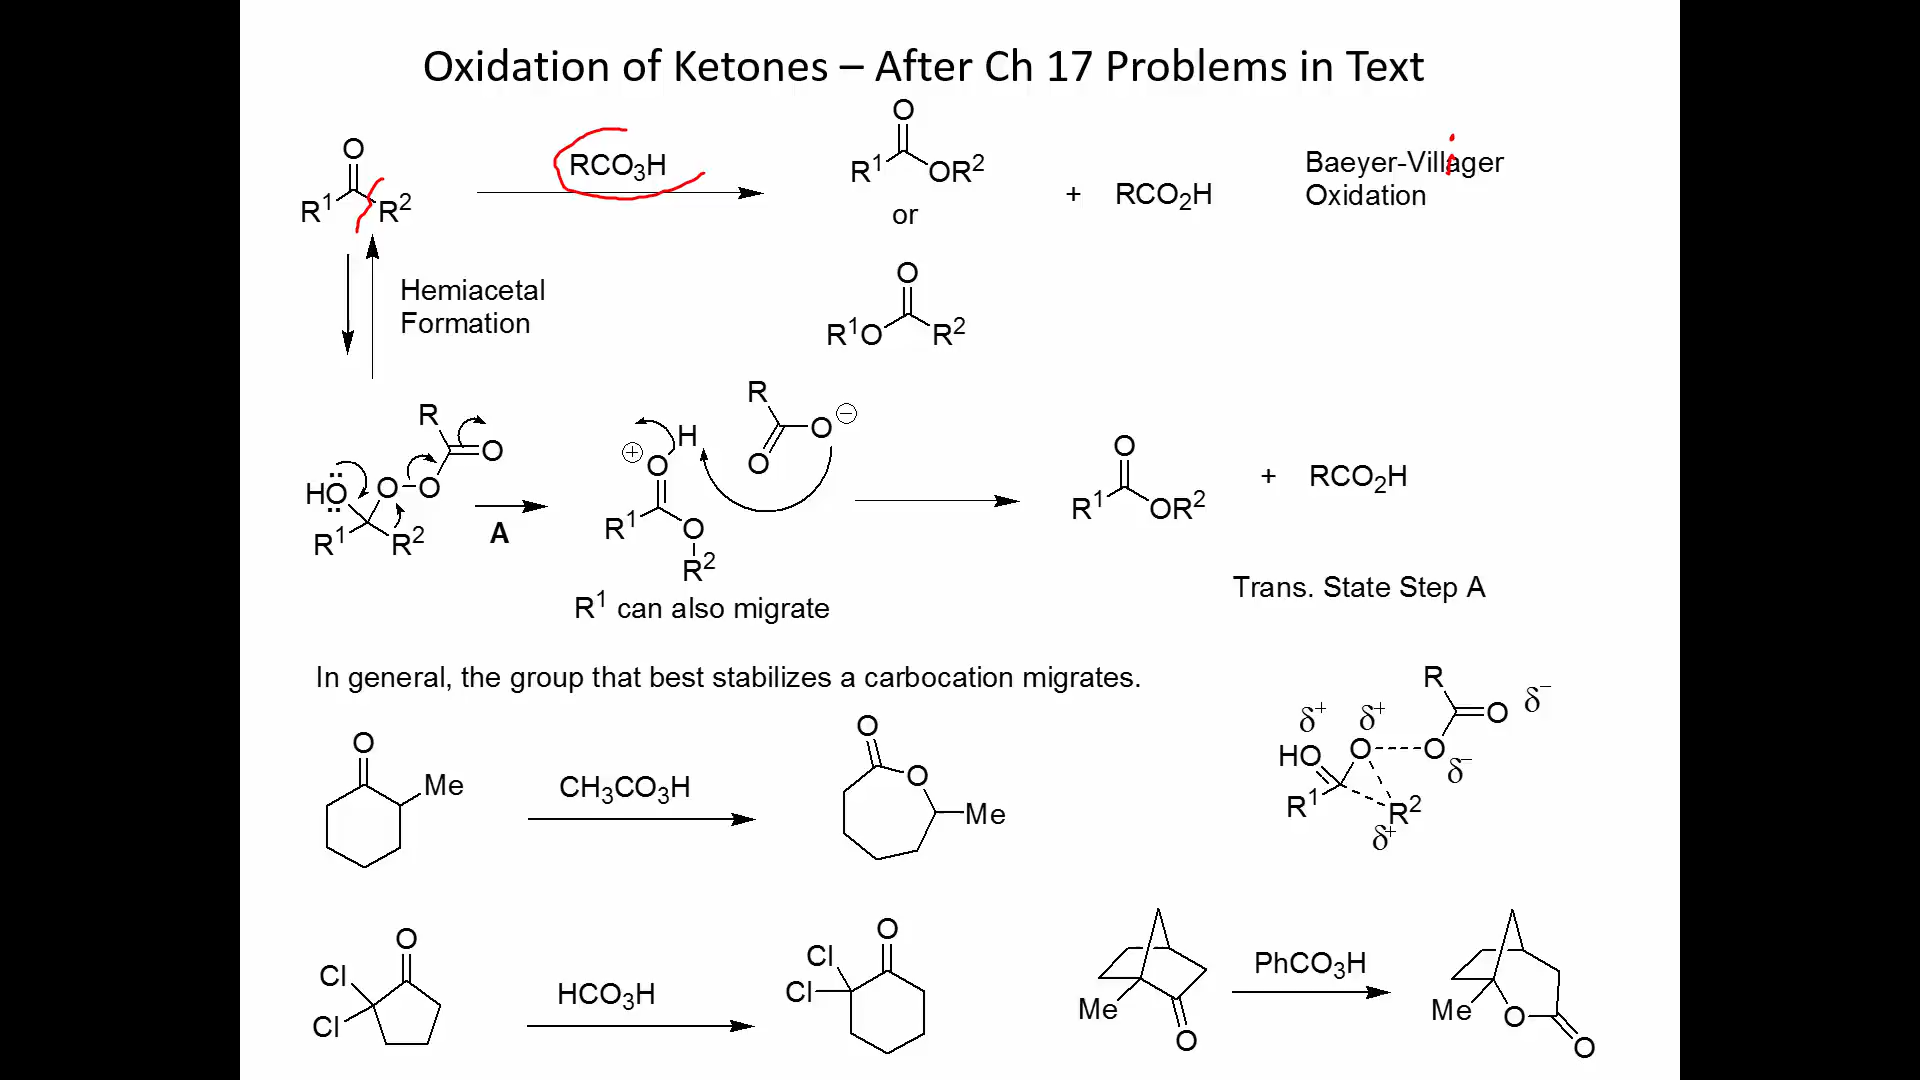 Oxidation of Ketones – After Ch 17 Problems in Text
O
R¹ R²
RCO₃H
O
R¹ OR²
or
O
R¹O R²
+ RCO₂H
Baeyer-Villager
Oxidation
Hemiacetal
Formation
R
O
HÖ O–O
R¹ R²
A
⊕ H
O
R¹ O
R²
R
O ⊖
O
R¹ can also migrate
O
R¹ OR²
+ RCO₂H
Trans. State Step A
In general, the group that best stabilizes a carbocation migrates.
O
Me
CH₃CO₃H
O
O
Me
R
δ⁺ δ⁺ O δ⁻
HO O O
δ⁻
R¹ R²
δ⁺
O
Cl
Cl
HCO₃H
O
Cl
Cl
Me
O
PhCO₃H
Me O
O